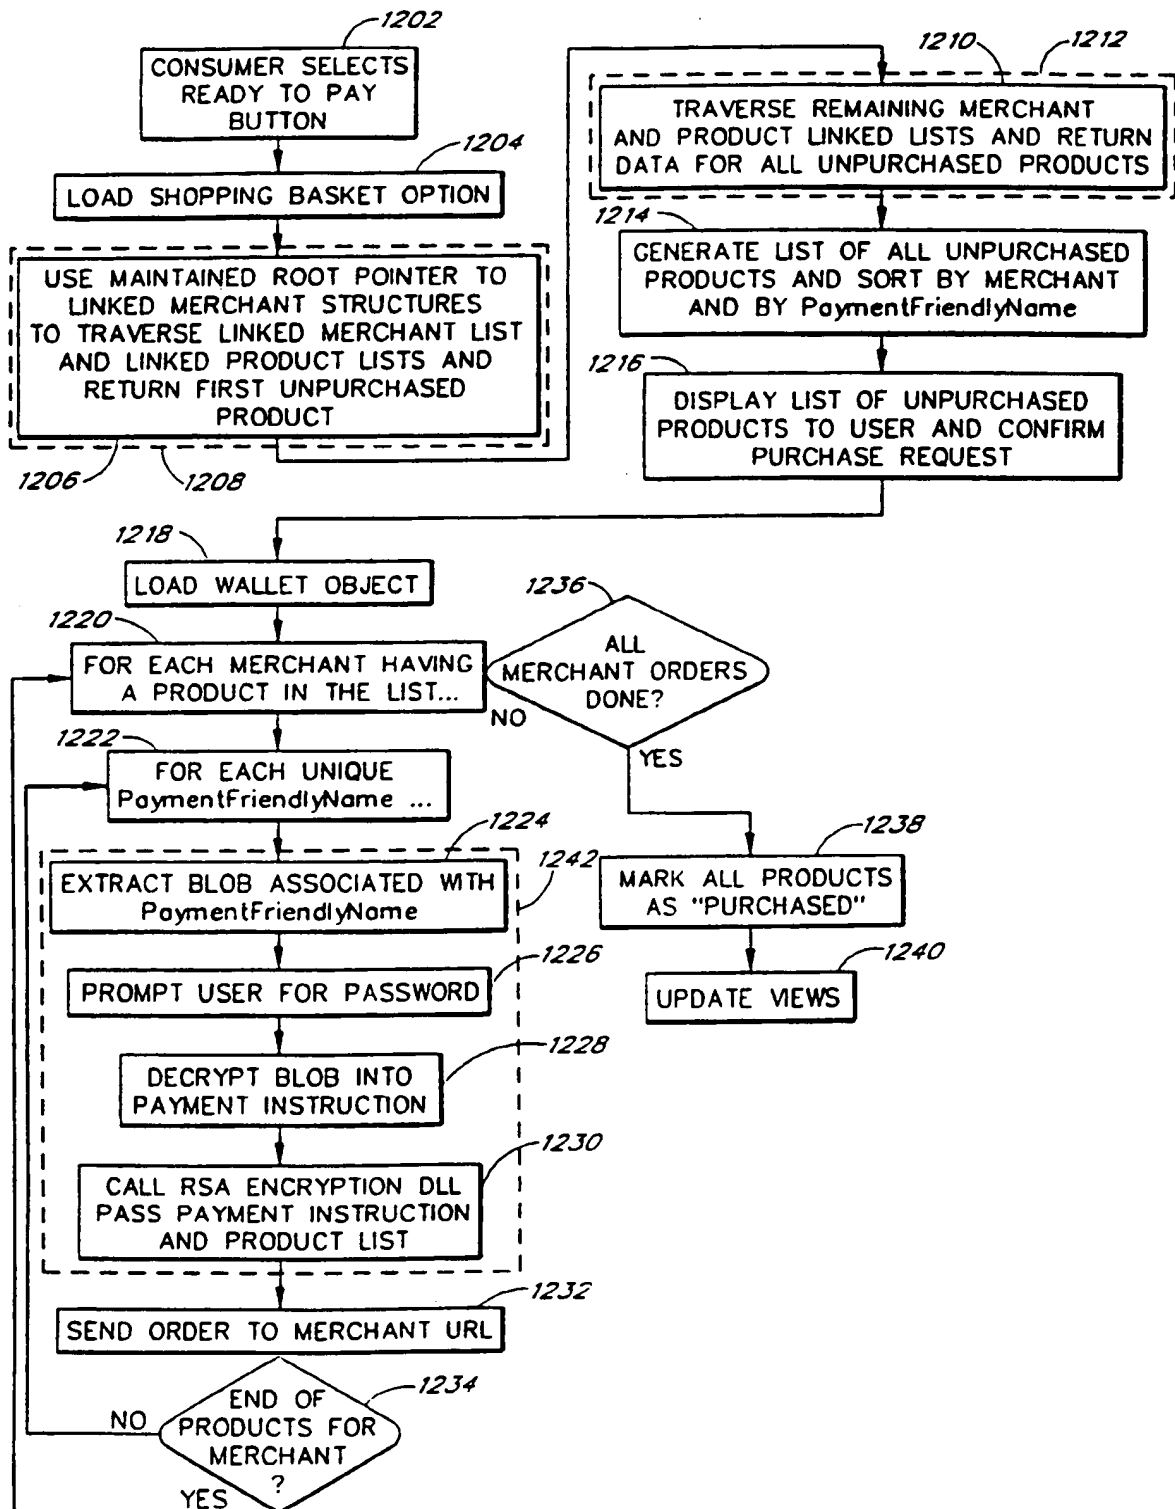 1202
CONSUMER SELECTS
READY TO PAY
BUTTON
1204
LOAD SHOPPING BASKET OPTION
USE MAINTAINED ROOT POINTER TO
LINKED MERCHANT STRUCTURES
TO TRAVERSE LINKED MERCHANT LIST
AND LINKED PRODUCT LISTS AND
RETURN FIRST UNPURCHASED
PRODUCT
1206
1208
1210
1212
TRAVERSE REMAINING MERCHANT
AND PRODUCT LINKED LISTS AND RETURN
DATA FOR ALL UNPURCHASED PRODUCTS
1214
GENERATE LIST OF ALL UNPURCHASED
PRODUCTS AND SORT BY MERCHANT
AND BY PaymentFriendlyName
1216
DISPLAY LIST OF UNPURCHASED
PRODUCTS TO USER AND CONFIRM
PURCHASE REQUEST
1218
LOAD WALLET OBJECT
1220
FOR EACH MERCHANT HAVING
A PRODUCT IN THE LIST...
1236
ALL
MERCHANT ORDERS
DONE?
NO
YES
1222
FOR EACH UNIQUE
PaymentFriendlyName ...
1224
1242
EXTRACT BLOB ASSOCIATED WITH
PaymentFriendlyName
1226
PROMPT USER FOR PASSWORD
1228
DECRYPT BLOB INTO
PAYMENT INSTRUCTION
1230
CALL RSA ENCRYPTION DLL
PASS PAYMENT INSTRUCTION
AND PRODUCT LIST
1232
SEND ORDER TO MERCHANT URL
1234
END OF
PRODUCTS FOR
MERCHANT
?
NO
YES
1238
MARK ALL PRODUCTS
AS "PURCHASED"
1240
UPDATE VIEWS